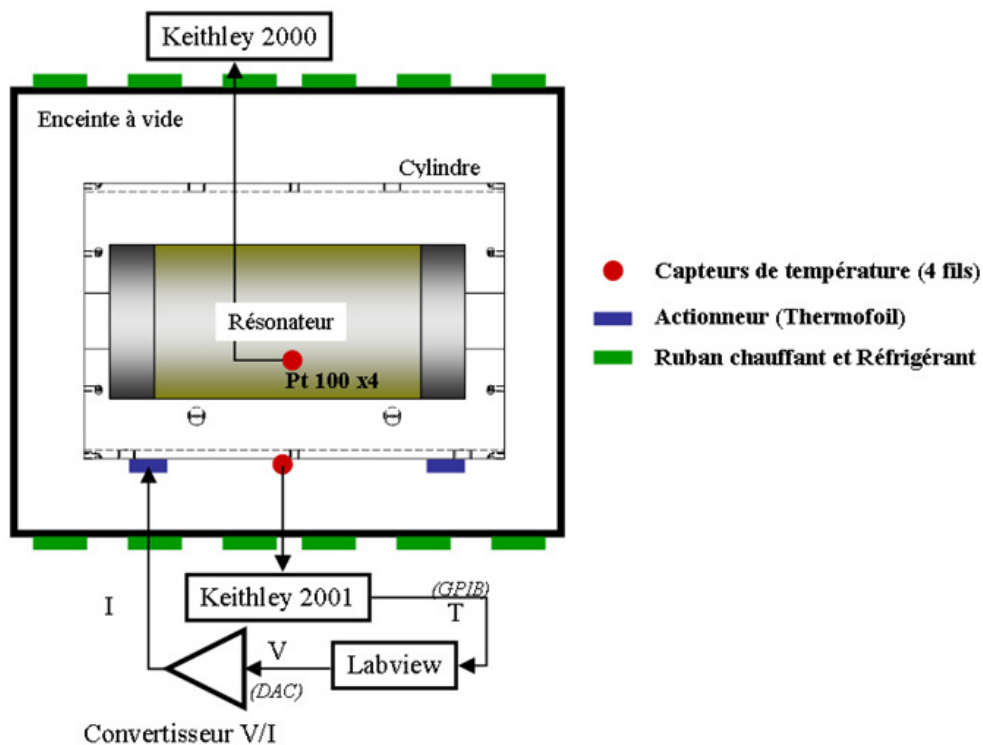 Keithley 2000
Enceinte à vide
Cylindre
Résonateur
Pt 100 x4
Capteurs de température (4 fils)
Actionneur (Thermofoil)
Ruban chauffant et Réfrigérant
Keithley 2001
(GPIB)
T
I
V
Labview
(DAC)
Convertisseur V/I